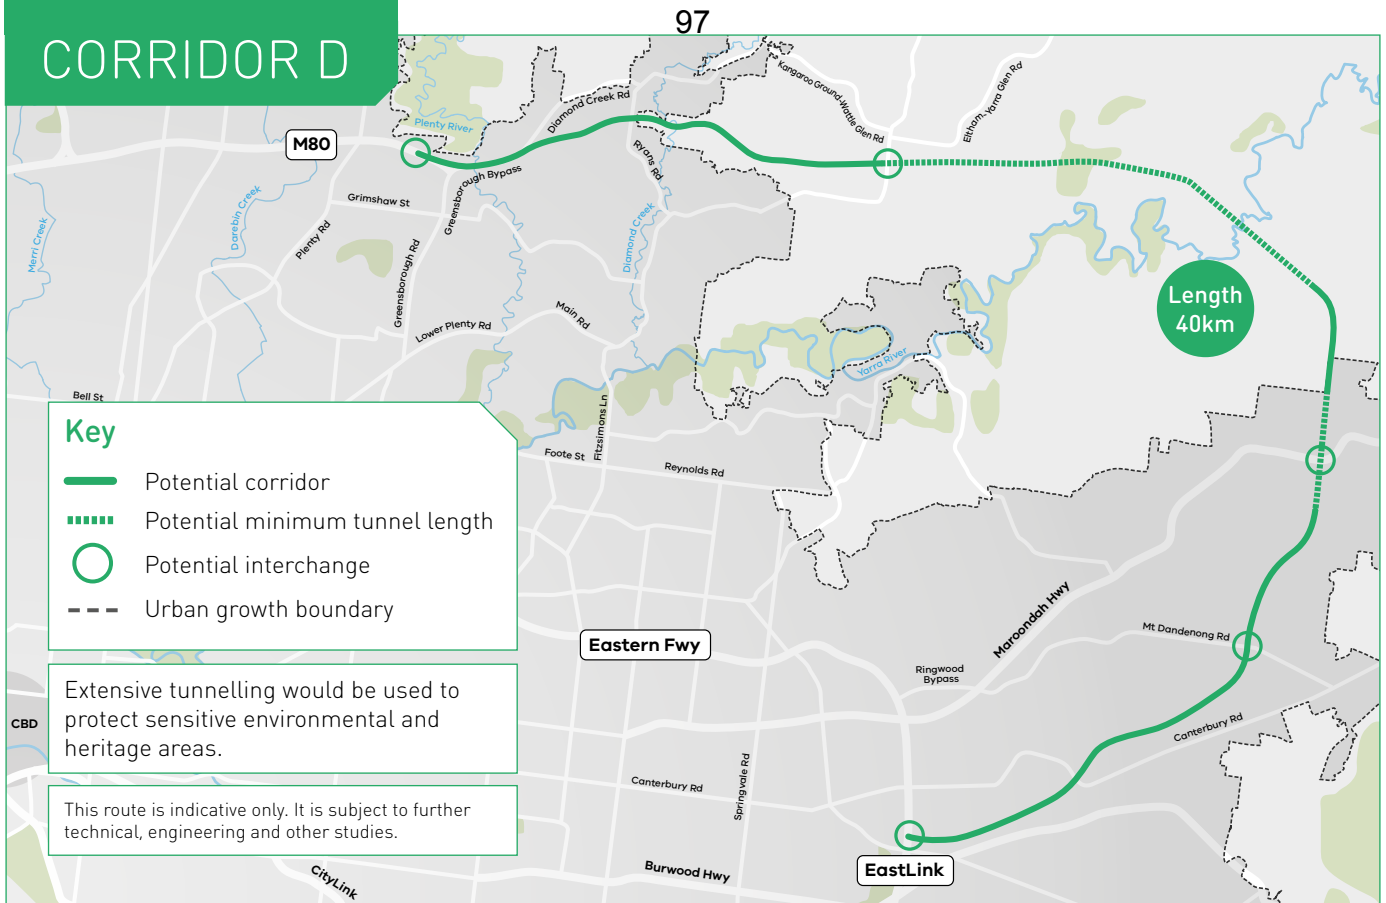 97
CORRIDOR D
M80
Plenty River
Diamond Creek Rd
Kangaroo Ground-Wattle Glen Rd
Eltham-Yarra Glen Rd
Ryans Rd
Greensborough Bypass
Grimshaw St
Plenty Rd
Darebin Creek
Merri Creek
Greensborough Rd
Diamond Creek
Lower Plenty Rd
Main Rd
Length
40km
Yarra River
Bell St
Fitzsimons Ln
Foote St
Reynolds Rd
Key
Potential corridor
Potential minimum tunnel length
Potential interchange
Urban growth boundary
Eastern Fwy
Maroondah Hwy
Mt Dandenong Rd
Ringwood
Bypass
Extensive tunnelling would be used to
protect sensitive environmental and
heritage areas.
CBD
Canterbury Rd
Canterbury Rd
Springvale Rd
This route is indicative only. It is subject to further
technical, engineering and other studies.
EastLink
Burwood Hwy
CityLink